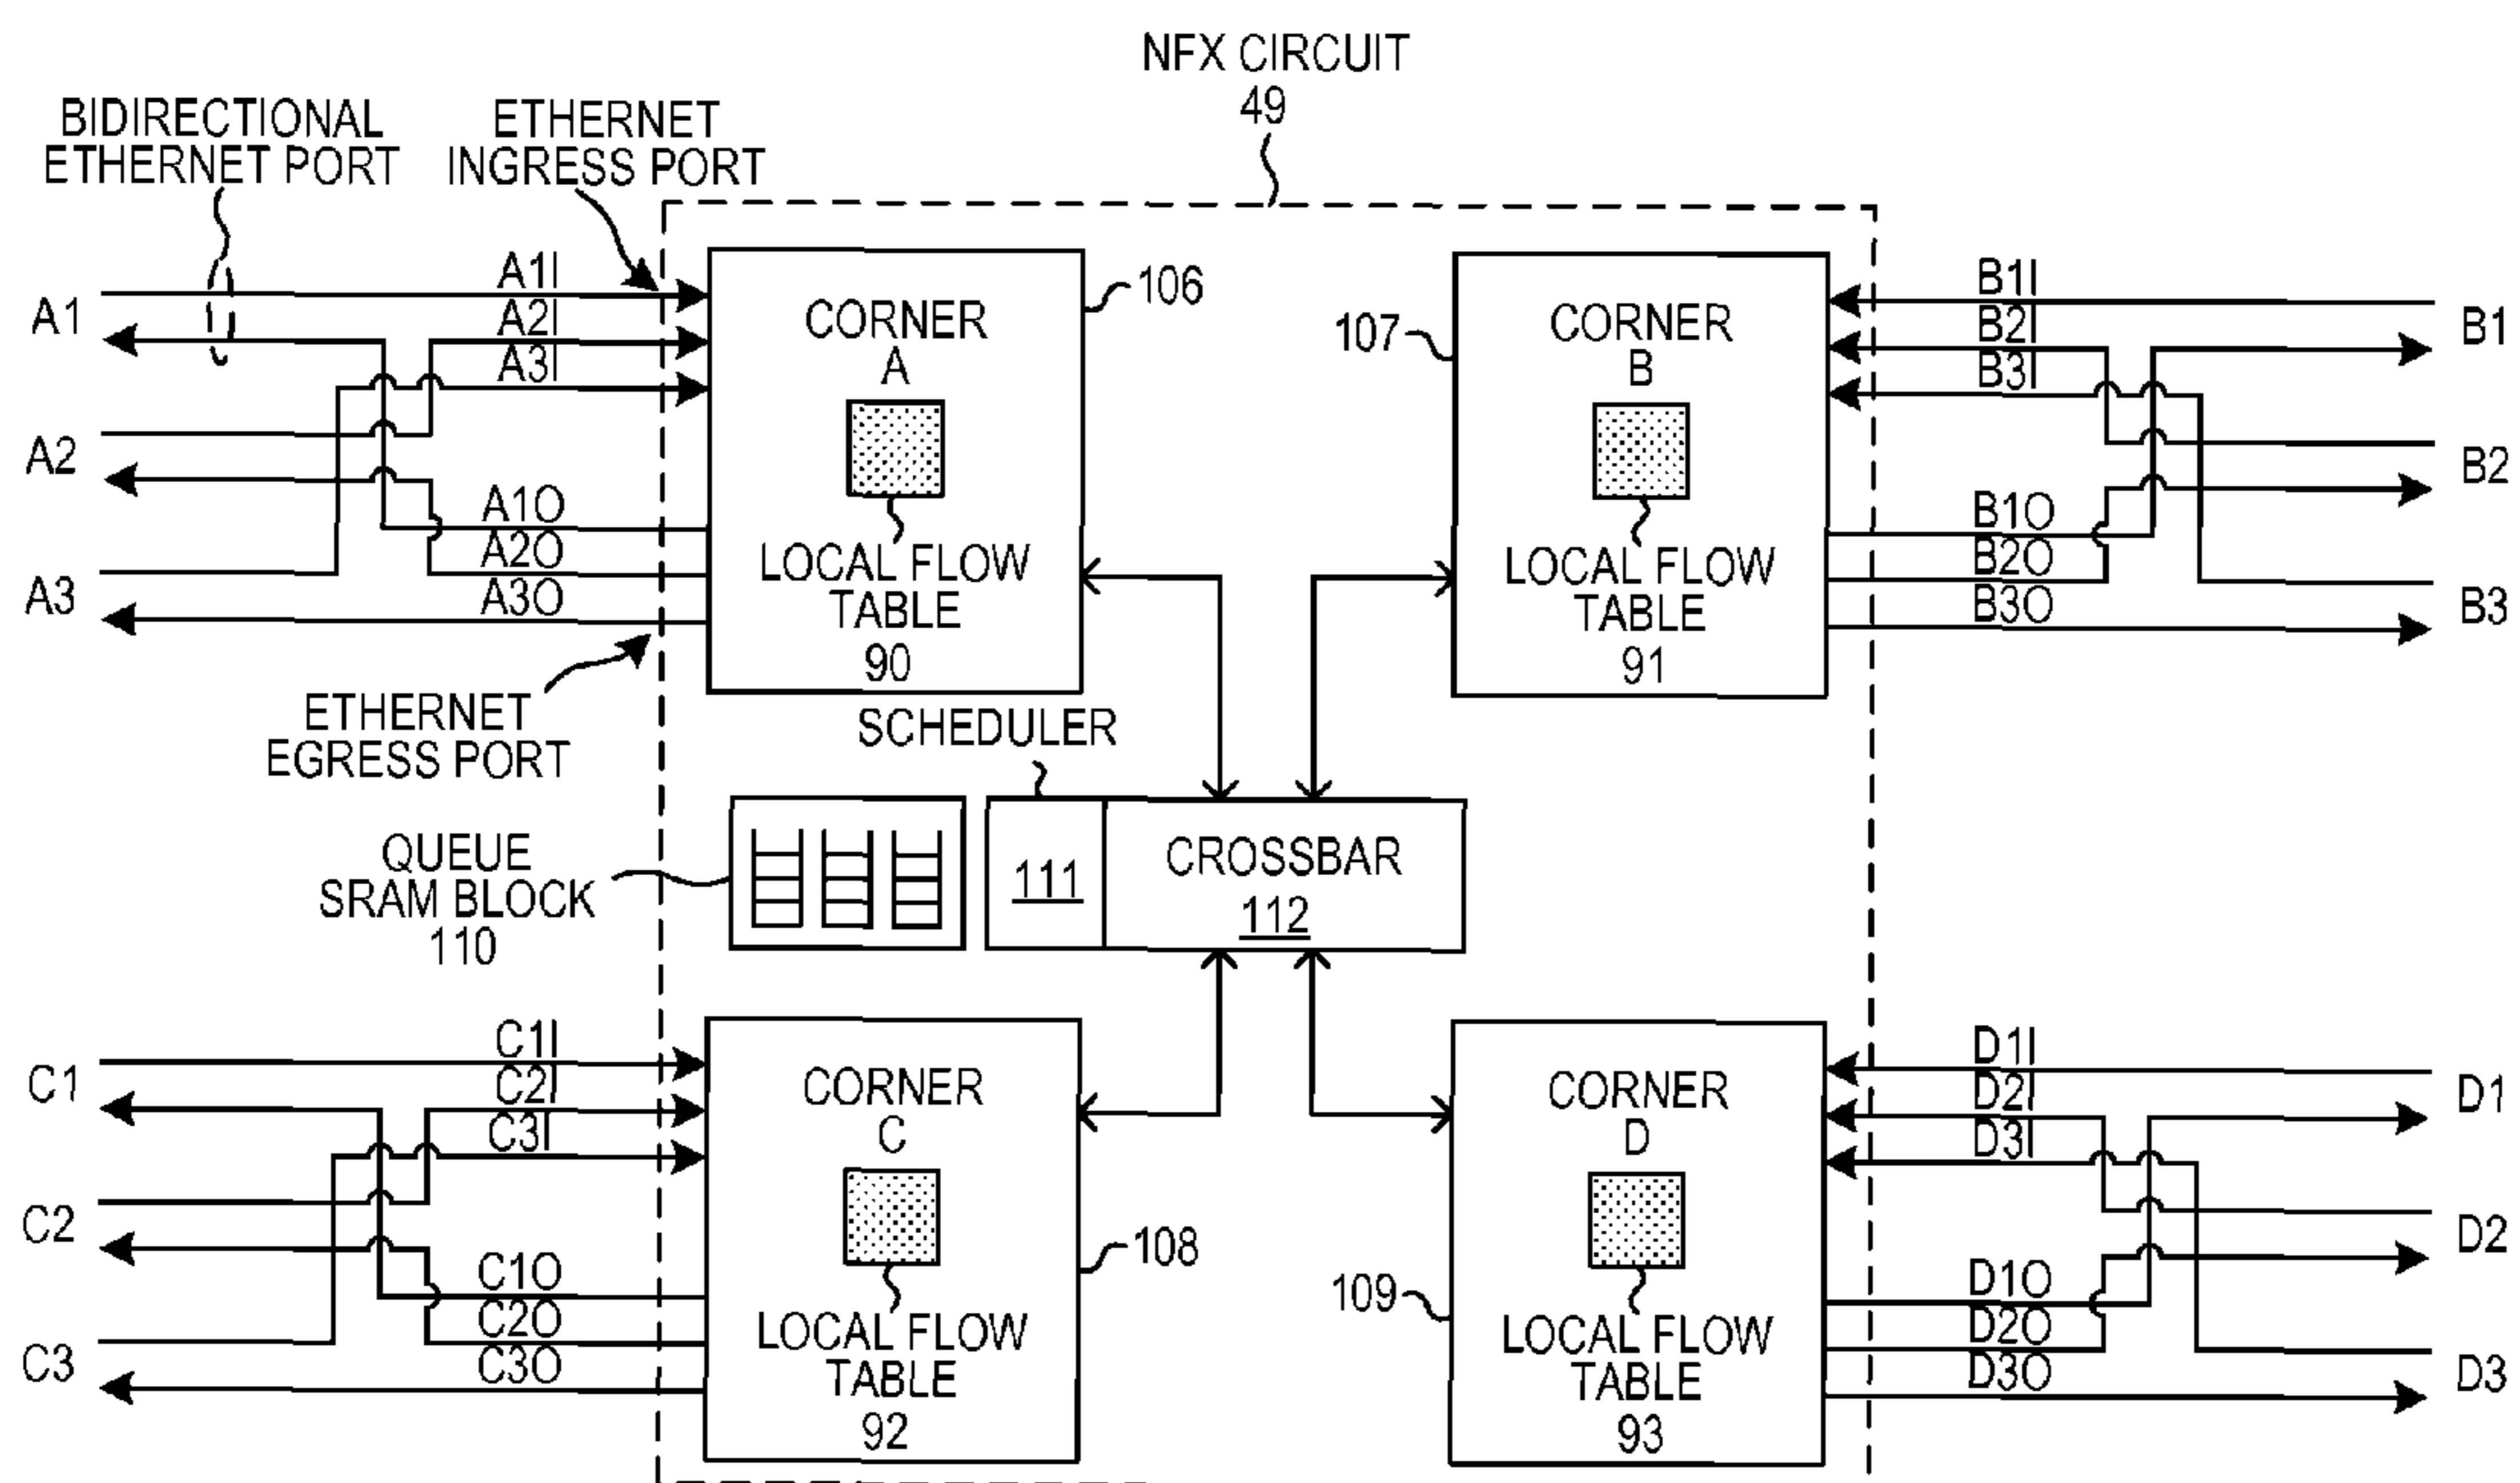 NFX CIRCUIT
49
BIDIRECTIONAL
ETHERNET PORT
ETHERNET
INGRESS PORT
A1
A2
A3
A1I
A2I
A3I
A1O
A2O
A3O
CORNER
A
LOCAL FLOW
TABLE
90
106
107
CORNER
B
LOCAL FLOW
TABLE
91
B1I
B2I
B3I
B1O
B2O
B3O
B1
B2
B3
ETHERNET
EGRESS PORT
SCHEDULER
QUEUE
SRAM BLOCK
110
111
CROSSBAR
112
C1
C2
C3
C1I
C2I
C3I
C1O
C2O
C3O
CORNER
C
LOCAL FLOW
TABLE
92
108
109
CORNER
D
LOCAL FLOW
TABLE
93
D1I
D2I
D3I
D1O
D2O
D3O
D1
D2
D3